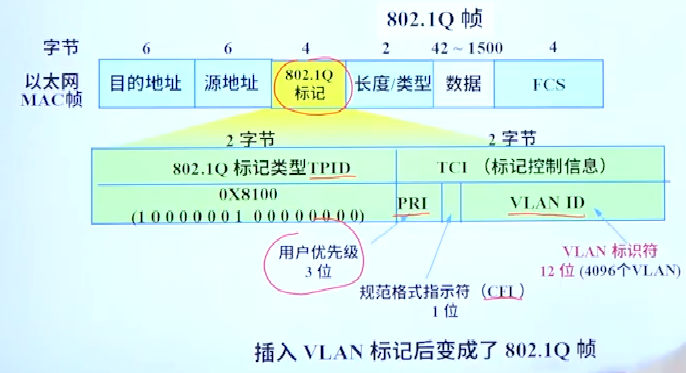 802.1Q 帧
字节 6 6 4 2 42 ~ 1500 4
以太网
MAC帧
目的地址 源地址 802.1Q
标记 长度/类型 数据 FCS
2 字节 2 字节
802.1Q 标记类型TPID TCI （标记控制信息）
0X8100
(1 0 0 0 0 0 0 1 0 0 0 0 0 0 0 0) PRI VLAN ID
用户优先级
3 位
规范格式指示符（CFI ）
1 位
VLAN 标识符
12 位 (4096个VLAN)
插入 VLAN 标记后变成了 802.1Q 帧